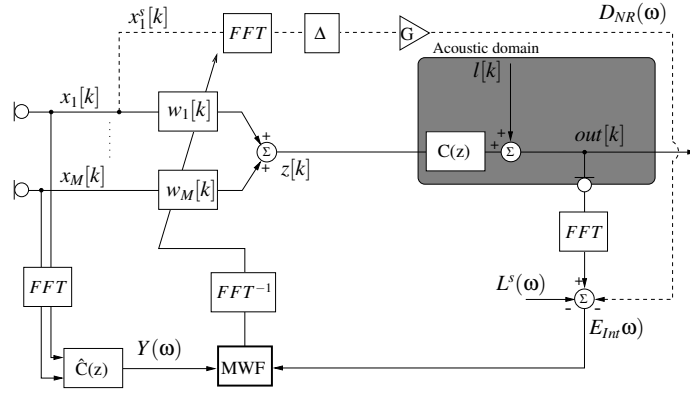 x₁ˢ[k]
D_NR(ω)
FFT
Δ
G
Acoustic domain
l[k]
x₁[k]
w₁[k]
+
+
Σ
z[k]
C(z)
+
+
Σ
out[k]
x_M[k]
w_M[k]
FFT
FFT
FFT⁻¹
Lˢ(ω)
+
Σ
-
-
E_Int ω)
Ĉ(z)
Y(ω)
MWF